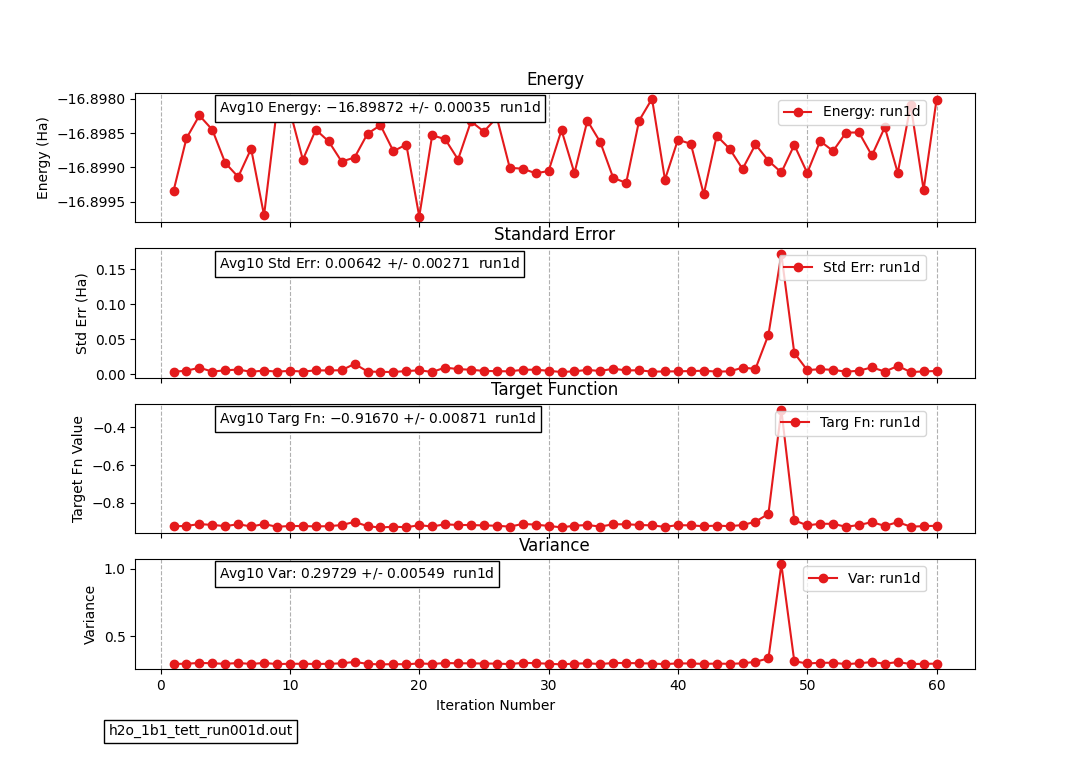 Energy
Avg10 Energy: −16.89872 +/- 0.00035 run1d
Energy: run1d
Energy (Ha)
−16.8980
−16.8985
−16.8990
−16.8995
Standard Error
Avg10 Std Err: 0.00642 +/- 0.00271 run1d
Std Err: run1d
Std Err (Ha)
0.15
0.10
0.05
0.00
Target Function
Avg10 Targ Fn: −0.91670 +/- 0.00871 run1d
Targ Fn: run1d
Target Fn Value
−0.4
−0.6
−0.8
Variance
Avg10 Var: 0.29729 +/- 0.00549 run1d
Var: run1d
Variance
1.0
0.5
0 10 20 30 40 50 60
Iteration Number
h2o_1b1_tett_run001d.out